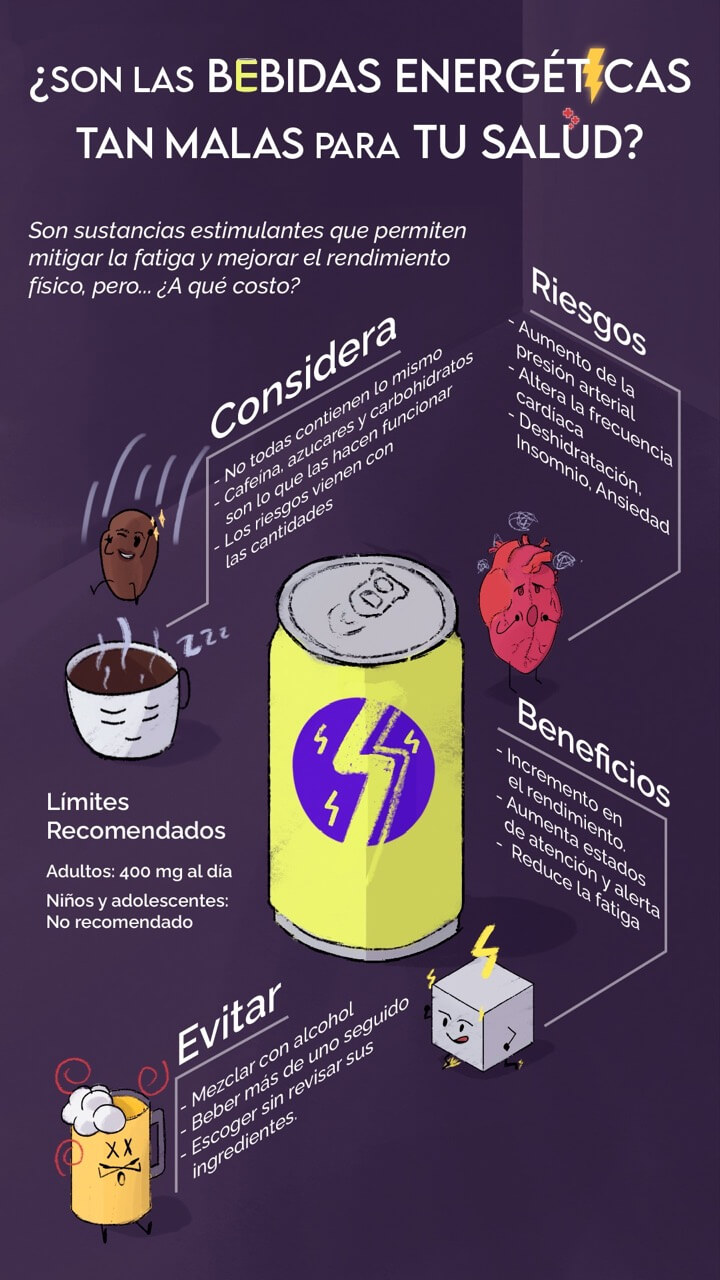 ¿SON LAS BEBIDAS ENERGÉTICAS
TAN MALAS PARA TU SALUD?
Son sustancias estimulantes que permiten
mitigar la fatiga y mejorar el rendimiento
físico, pero... ¿A qué costo?
Considera
- No todas contienen lo mismo
- Cafeína, azucares y carbohidratos
son lo que las hacen funcionar
- Los riesgos vienen con
las cantidades
Riesgos
- Aumento de la
presión arterial
- Altera la frecuencia
cardíaca
- Deshidratación,
Insomnio, Ansiedad
zzz
Beneficios
- Incremento en
el rendimiento.
- Aumenta estados
de atención y alerta
- Reduce la fatiga
Límites
Recomendados
Adultos: 400 mg al día
Niños y adolescentes:
No recomendado
Evitar
- Mezclar con alcohol
- Beber más de uno seguido
- Escoger sin revisar sus
ingredientes.